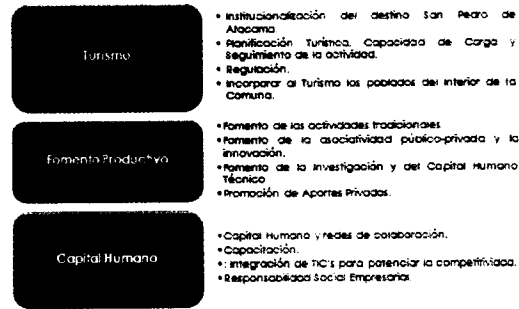 Turismo
• Institucionalización del destino San Pedro de
Atacama.
• Planificación Turística, Capacidad de Carga y
Seguimiento de la actividad.
• Regulación.
• Incorporar al Turismo los poblados del Interior de la
Comuna.
Fomento Productivo
• Fomento de las actividades tradicionales
• Fomento de la asociatividad público-privada y la
innovación.
• Fomento de la Investigación y del Capital Humano
Técnico
• Promoción de Aportes Privados.
Capital Humano
• Capital Humano y redes de colaboración.
• Capacitación.
• : Integración de TIC's para potenciar la competitividad.
• Responsabilidad Social Empresarial.